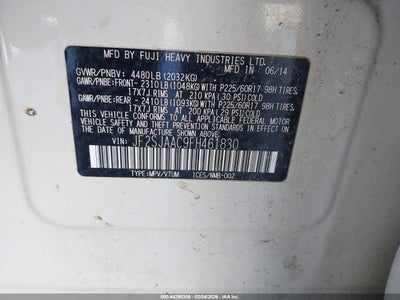 MFD BY FUJI HEAVY INDUSTRIES LTD.
GVWR/PNBV: 4480LB(2032KG) MFD IN 06/14
GAWR/PNBE:FRONT- 2310LB(1048KG)WITH P225/60R17 98H TIRES,
17X7J RIMS AT 210 KPA(30 PSI)COLD
GAWR/PNBE:REAR - 2410LB(1093KG)WITH P225/60R17 98H TIRES,
17X7J RIMS AT 200 KPA(29 PSI)COLD
THIS VEHICLE CONFORMS TO ALL APPLICABLE
FEDERAL MOTOR VEHICLE SAFETY, BUMPER,
AND THEFT PREVENTION STANDARDS
IN EFFECT ON THE DATE OF
MANUFACTURE SHOWN ABOVE.
VIN: JF2SJAAC9FH461830
TYPE:MPV/VTUM ICES/NMB-002